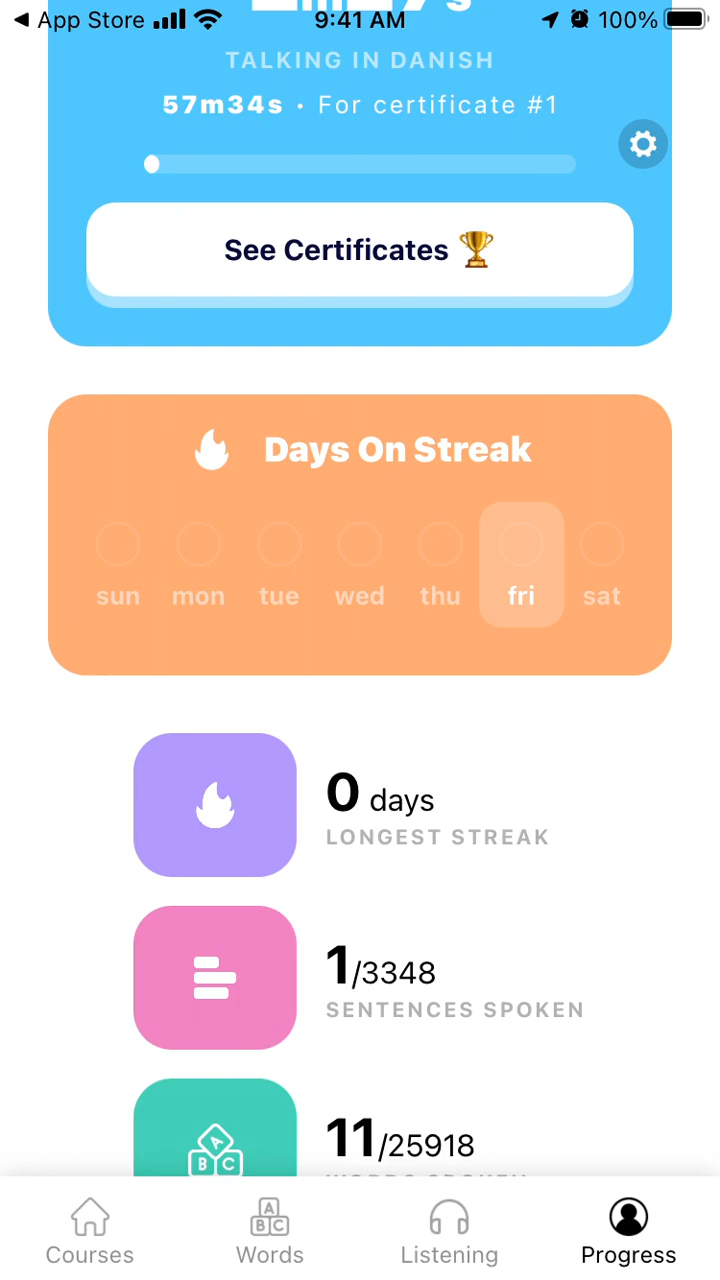 ◀ App Store 9:41 AM 100%
TALKING IN DANISH
57m34s • For certificate #1
See Certificates 🏆
Days On Streak
sun mon tue wed thu fri sat
0 days
LONGEST STREAK
1/3348
SENTENCES SPOKEN
A
B C
11/25918
A
B C
Courses Words Listening Progress